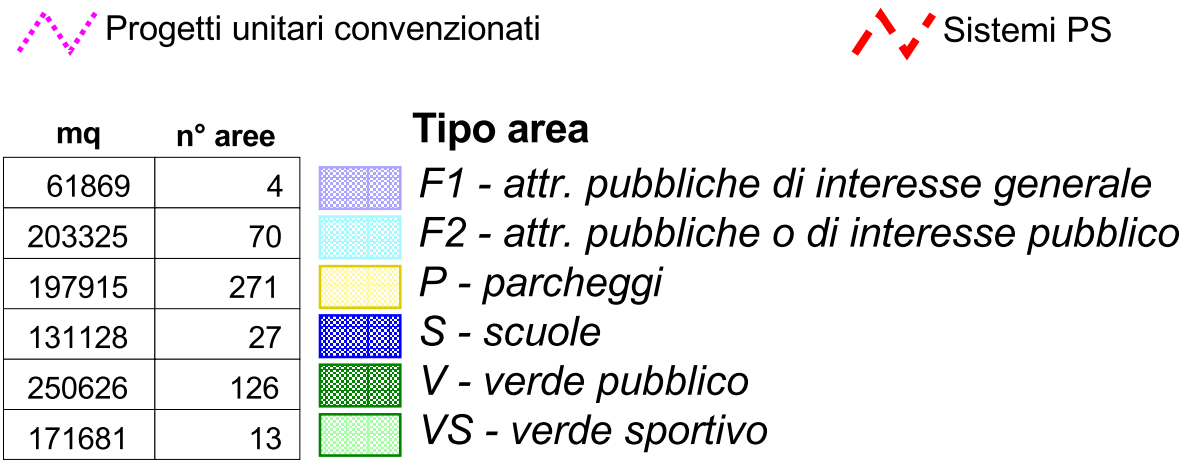 Progetti unitari convenzionati Sistemi PS
mq n° aree Tipo area
61869 4 F1 - attr. pubbliche di interesse generale
203325 70 F2 - attr. pubbliche o di interesse pubblico
197915 271 P - parcheggi
131128 27 S - scuole
250626 126 V - verde pubblico
171681 13 VS - verde sportivo